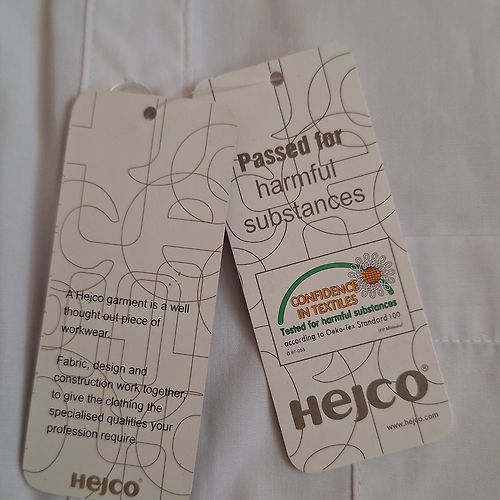 A Hejco garment is a well
thought out piece of
workwear.
Fabric, design and
construction work together,
to give the clothing the
specialised qualities your
profession require.
HEJCO
Passed for
harmful
substances
CONFIDENCE
IN TEXTILES
Tested for harmful substances
according to Oeko-Tex Standard 100
HEJCO®
www.hejco.com